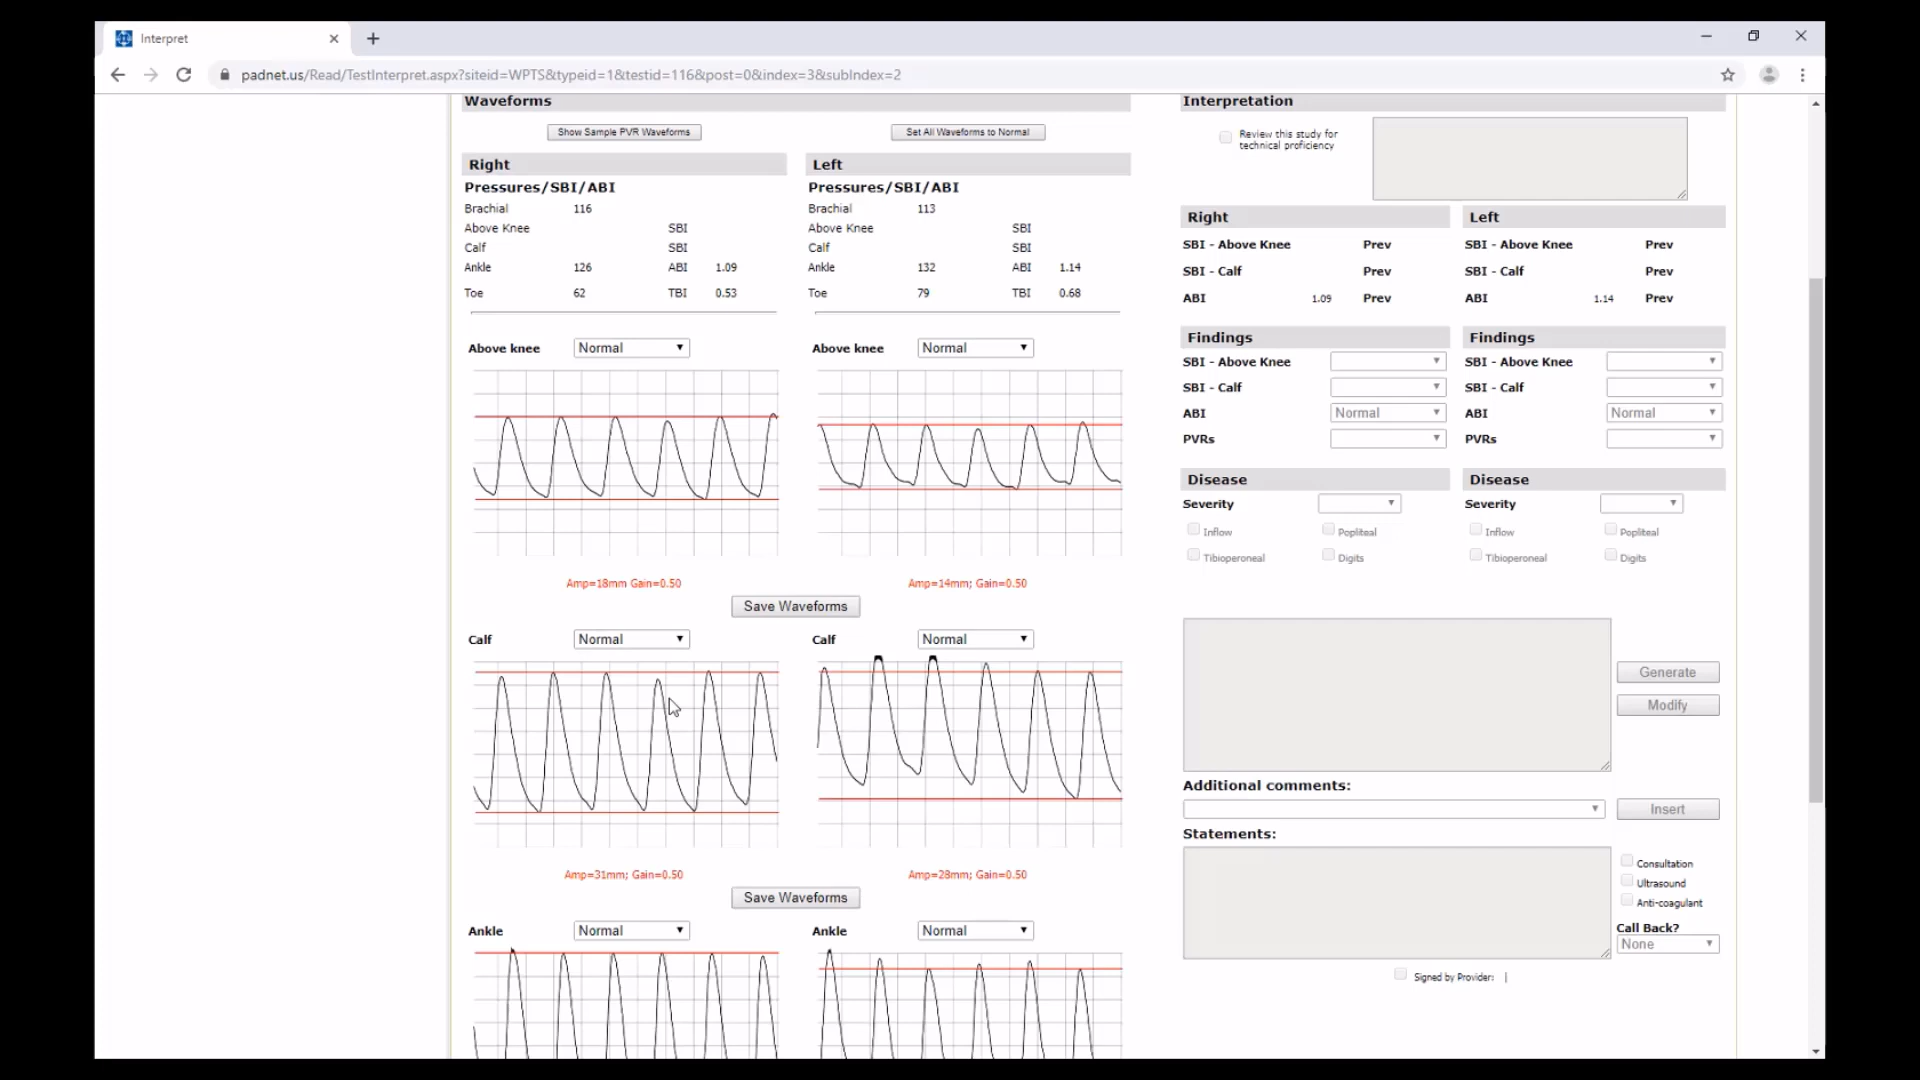 Interpret
padnet.us/Read/TestInterpret.aspx?siteid=WPTS&typeid=1&testid=116&post=0&index=3&subIndex=2
Waveforms
Show Sample PVR Waveforms
Set All Waveforms to Normal
Right
Pressures/SBI/ABI
Brachial 116
Above Knee SBI
Calf SBI
Ankle 126 ABI 1.09
Toe 62 TBI 0.53
Left
Pressures/SBI/ABI
Brachial 113
Above Knee SBI
Calf SBI
Ankle 132 ABI 1.14
Toe 79 TBI 0.68
Above knee Normal
Above knee Normal
Amp=18mm Gain=0.50
Amp=14mm; Gain=0.50
Save Waveforms
Calf Normal
Calf Normal
Amp=31mm; Gain=0.50
Amp=28mm; Gain=0.50
Save Waveforms
Ankle Normal
Ankle Normal
Interpretation
Review this study for
technical proficiency
Right
SBI - Above Knee Prev
SBI - Calf Prev
ABI 1.09 Prev
Left
SBI - Above Knee Prev
SBI - Calf Prev
ABI 1.14 Prev
Findings
SBI - Above Knee
SBI - Calf
ABI Normal
PVRs
Findings
SBI - Above Knee
SBI - Calf
ABI Normal
PVRs
Disease
Severity
Inflow Popliteal
Tibioperoneal Digits
Disease
Severity
Inflow Popliteal
Tibioperoneal Digits
Generate
Modify
Additional comments:
Insert
Statements:
Consultation
Ultrasound
Anti-coagulant
Call Back?
None
Signed by Provider: |